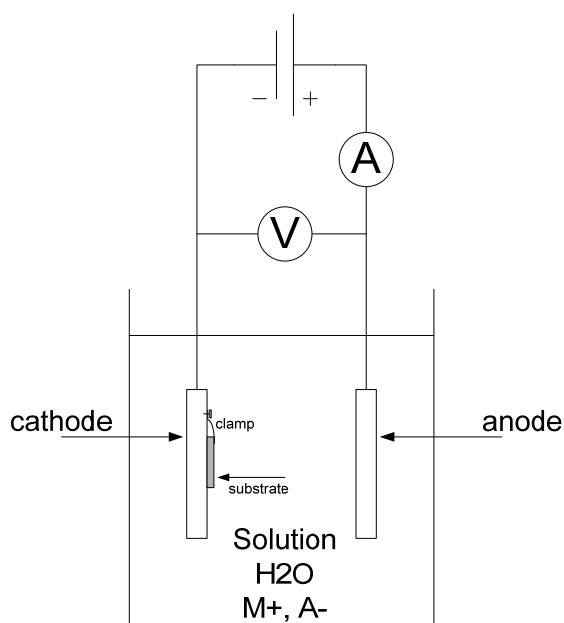 − +
A
V
cathode
anode
clamp
substrate
Solution
H2O
M+, A-